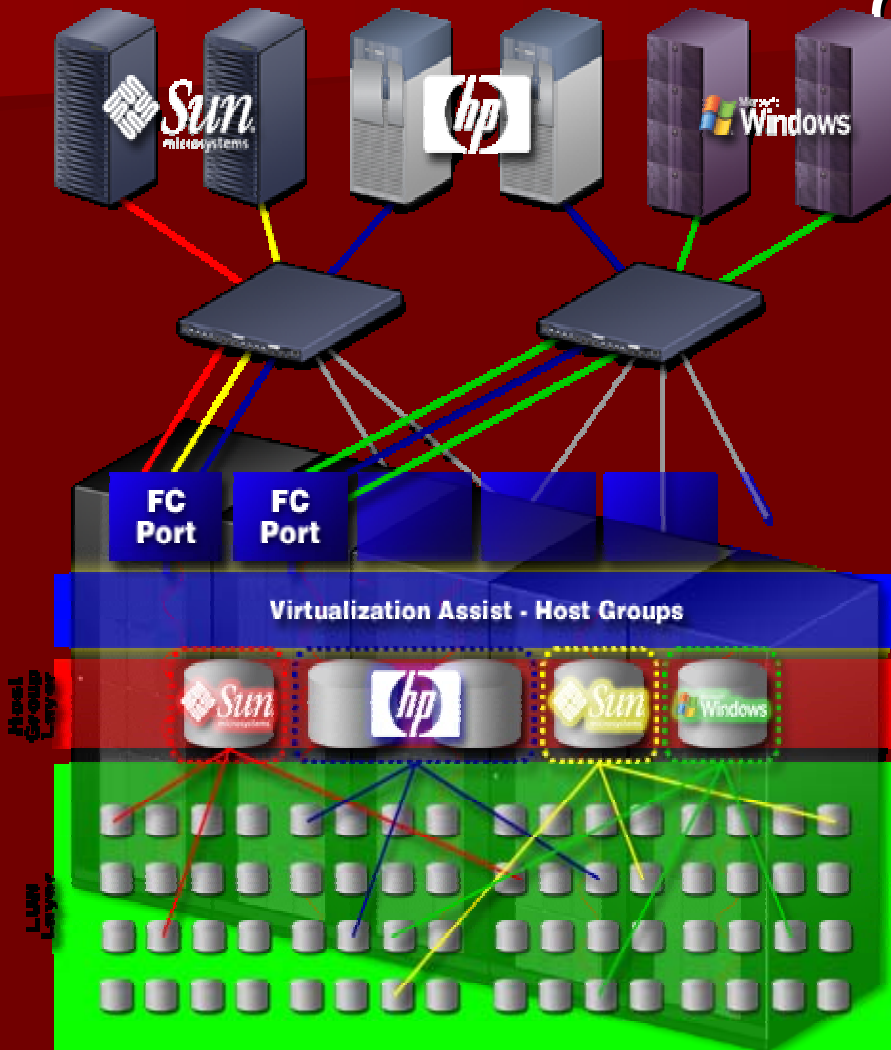 Sun
microsystems
hp
Microsoft
Windows
FC
Port
FC
Port
Virtualization Assist - Host Groups
Host
Group
Layer
Sun
microsystems
hp
Sun
microsystems
Windows
LUN
Layer